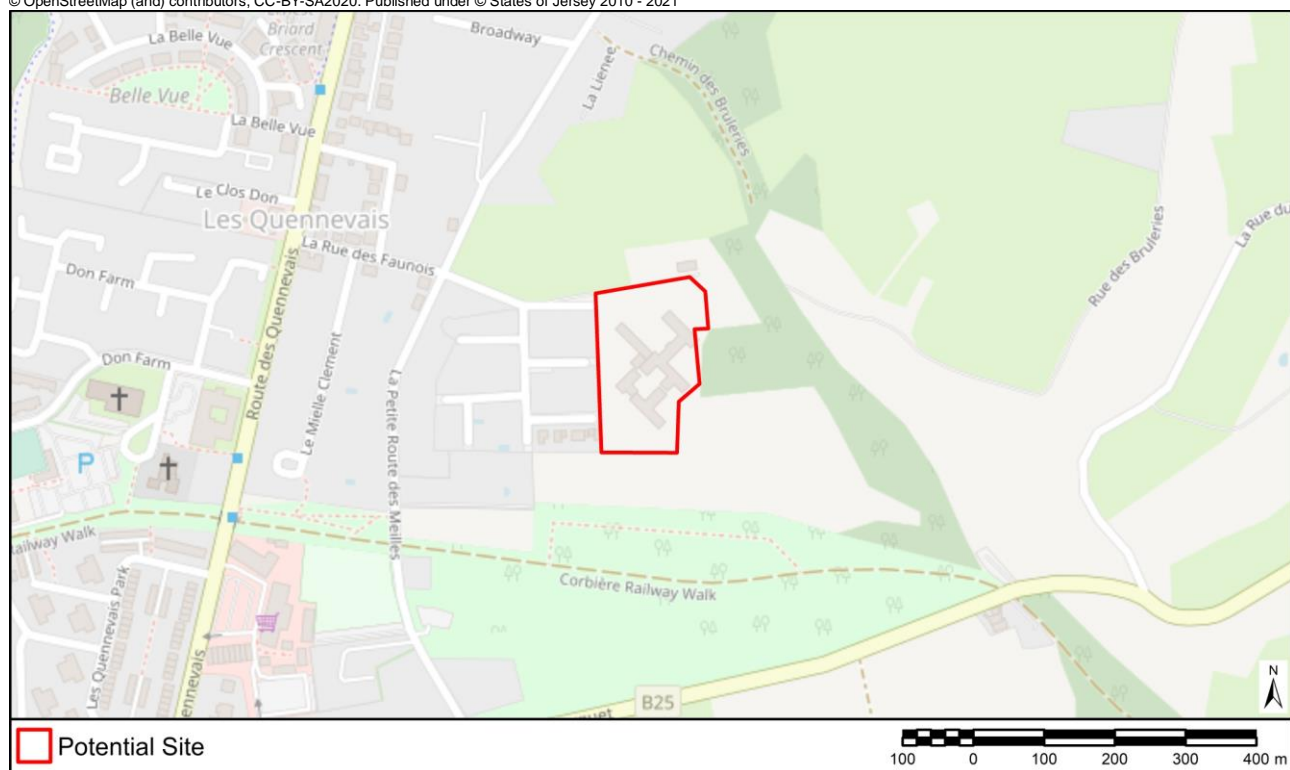 © OpenStreetMap (and) contributors, CC-BY-SA2020. Published under © States of Jersey 2010 - 2021
Briard
Crescent
La Belle Vue
Broadway
Belle Vue
La Belle Vue
La Lienee
Chemin des Bruleries
Le Clos Don
Les Quennevais
La Rue des Faunois
Don Farm
Rue des Bruleries
La Rue du
Route des Quennevais
Le Mielle Clement
La Petite Route des Meilles
Don Farm
P
ailway Walk
Corbière Railway Walk
Les Quennevais Park
ennevais
B25
uet
N
Potential Site
100 0 100 200 300 400 m